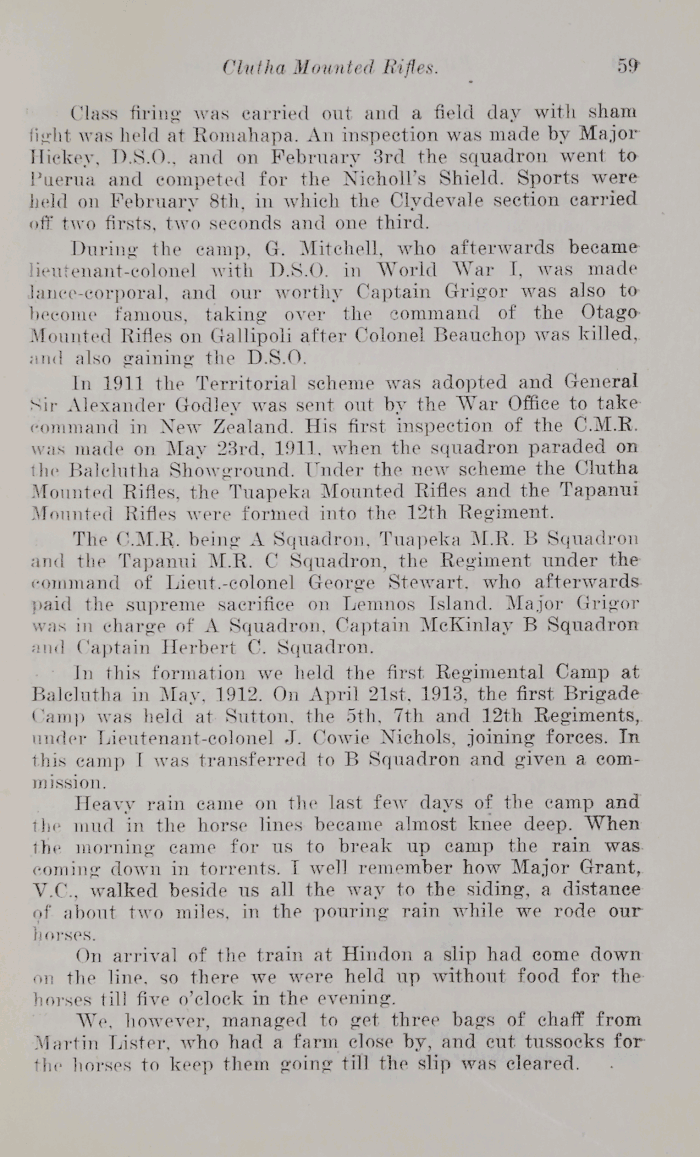 Clutha Mounted Rifles. 59
Class firing was carried out and a field day with sham
fight was held at Romahapa. An inspection was made by Major
Hickey, D.S.O., and on February 3rd the squadron went to
Puerua and competed for the Nicholl's Shield. Sports were
held on February 8th, in which the Clydevale section carried
off two firsts, two seconds and one third.
During the camp, G. Mitchell, who afterwards became
lieutenant-colonel with D.S.O. in World War I, was made
lance-corporal, and our worthy Captain Grigor was also to
become famous, taking over the command of the Otago
Mounted Rifles on Gallipoli after Colonel Beauchop was killed,
and also gaining the D.S.O.
In 1911 the Territorial scheme was adopted and General
Sir Alexander Godley was sent out by the War Office to take
command in New Zealand. His first inspection of the C.M.R.
was made on May 23rd, 1911, when the squadron paraded on
the Balclutha Showground. Under the new scheme the Clutha
Mounted Rifles, the Tuapeka Mounted Rifles and the Tapanui
Mounted Rifles were formed into the 12th Regiment.
The C.M.R. being A Squadron, Tuapeka M.R. B Squadron
and the Tapanui M.R. C Squadron, the Regiment under the
command of Lieut.-colonel George Stewart, who afterwards
paid the supreme sacrifice on Lemnos Island. Major Grigor
was in charge of A Squadron, Captain McKinlay B Squadron
and Captain Herbert C. Squadron.
In this formation we held the first Regimental Camp at
Balclutha in May, 1912. On April 21st, 1913, the first Brigade
Camp was held at Sutton, the 5th, 7th and 12th Regiments,
under Lieutenant-colonel J. Cowie Nichols, joining forces. In
this camp I was transferred to B Squadron and given a com-
mission.
Heavy rain came on the last few days of the camp and
the mud in the horse lines became almost knee deep. When
the morning came for us to break up camp the rain was
coming down in torrents. I well remember how Major Grant,
V.C., walked beside us all the way to the siding, a distance
of about two miles, in the pouring rain while we rode our
horses.
On arrival of the train at Hindon a slip had come down
on the line, so there we were held up without food for the
horses till five o'clock in the evening.
We, however, managed to get three bags of chaff from
Martin Lister, who had a farm close by, and cut tussocks for
the horses to keep them going till the slip was cleared.